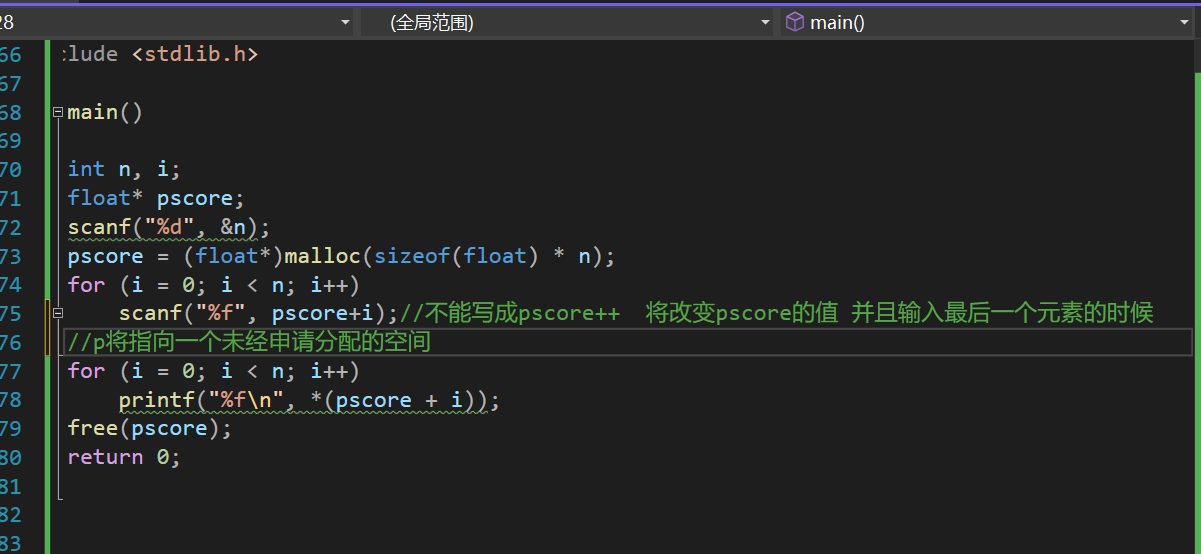 28 (全局范围) main()
66 :lude <stdlib.h>
67
68 main()
69
70 int n, i;
71 float* pscore;
72 scanf("%d", &n);
73 pscore = (float*)malloc(sizeof(float) * n);
74 for (i = 0; i < n; i++)
75 scanf("%f", pscore+i);//不能写成pscore++ 将改变pscore的值 并且输入最后一个元素的时候
76 //p将指向一个未经申请分配的空间
77 for (i = 0; i < n; i++)
78 printf("%f\n", *(pscore + i));
79 free(pscore);
80 return 0;
81
82
83